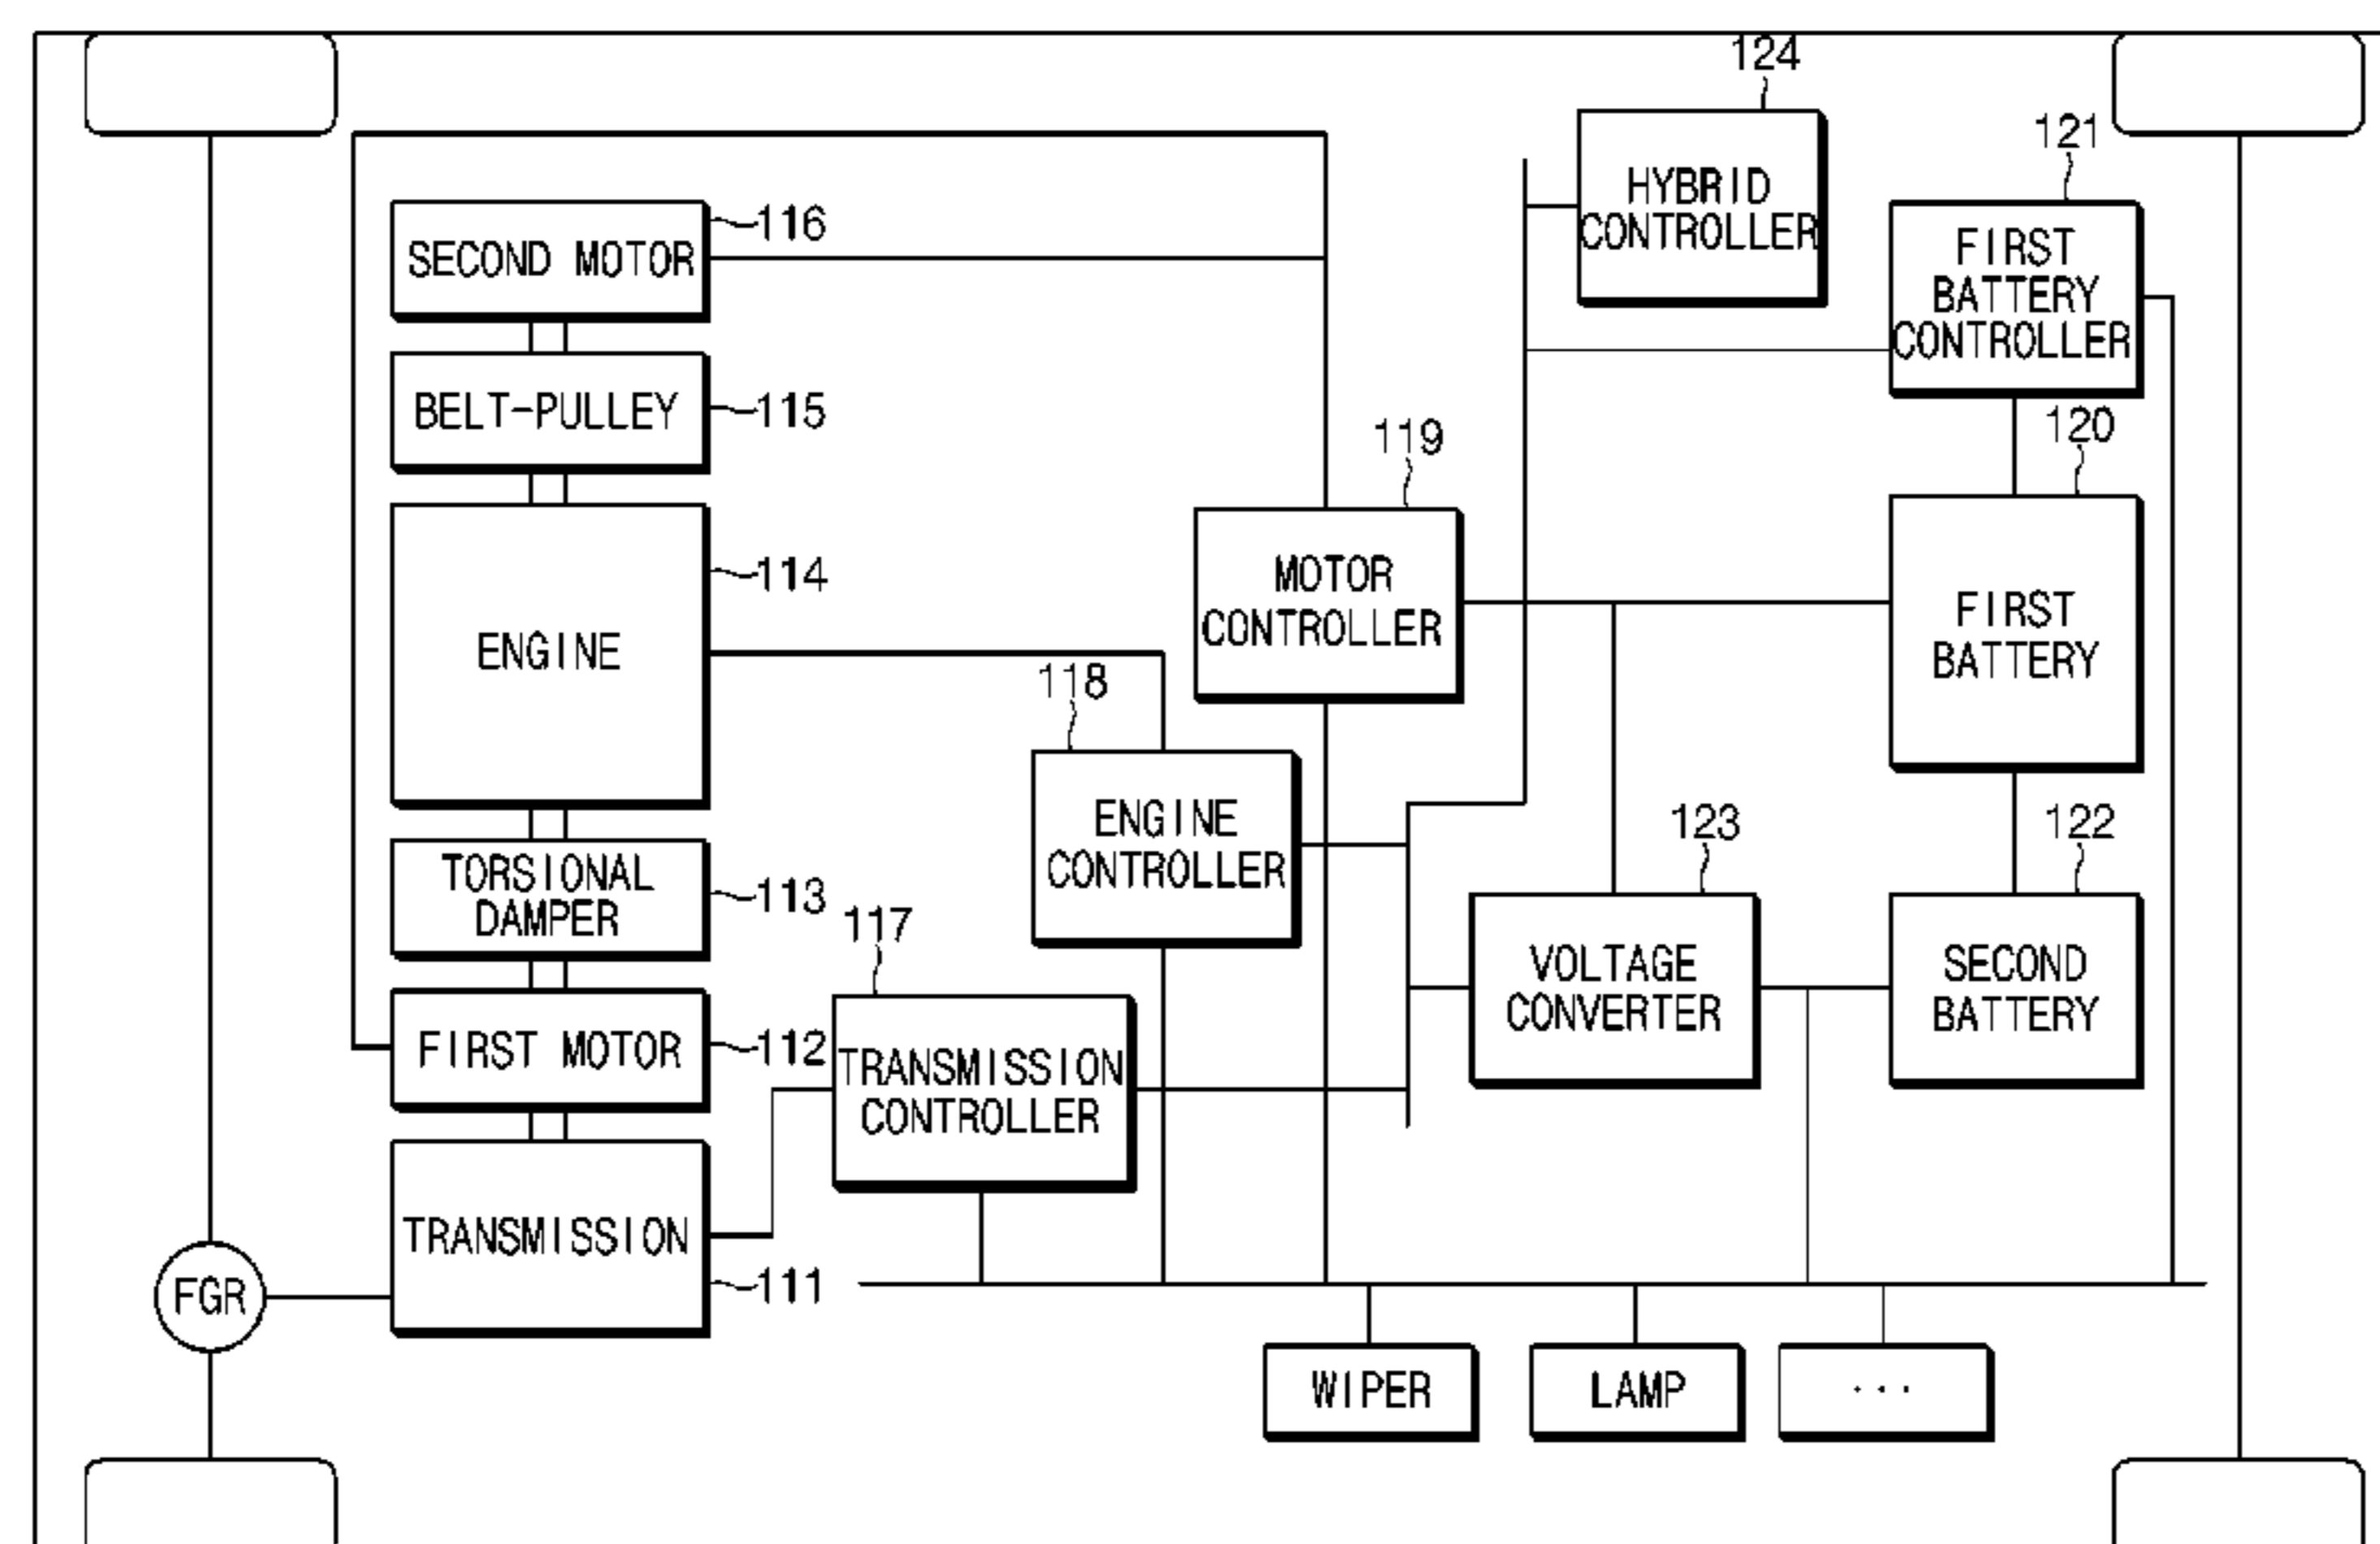 124
HYBRID
CONTROLLER
121
FIRST
BATTERY
CONTROLLER
SECOND MOTOR
116
BELT-PULLEY
115
120
FIRST
BATTERY
119
MOTOR
CONTROLLER
ENGINE
114
118
ENGINE
CONTROLLER
123
VOLTAGE
CONVERTER
122
SECOND
BATTERY
TORSIONAL
DAMPER
113
117
TRANSMISSION
CONTROLLER
FIRST MOTOR
112
TRANSMISSION
111
FGR
WIPER
LAMP
...